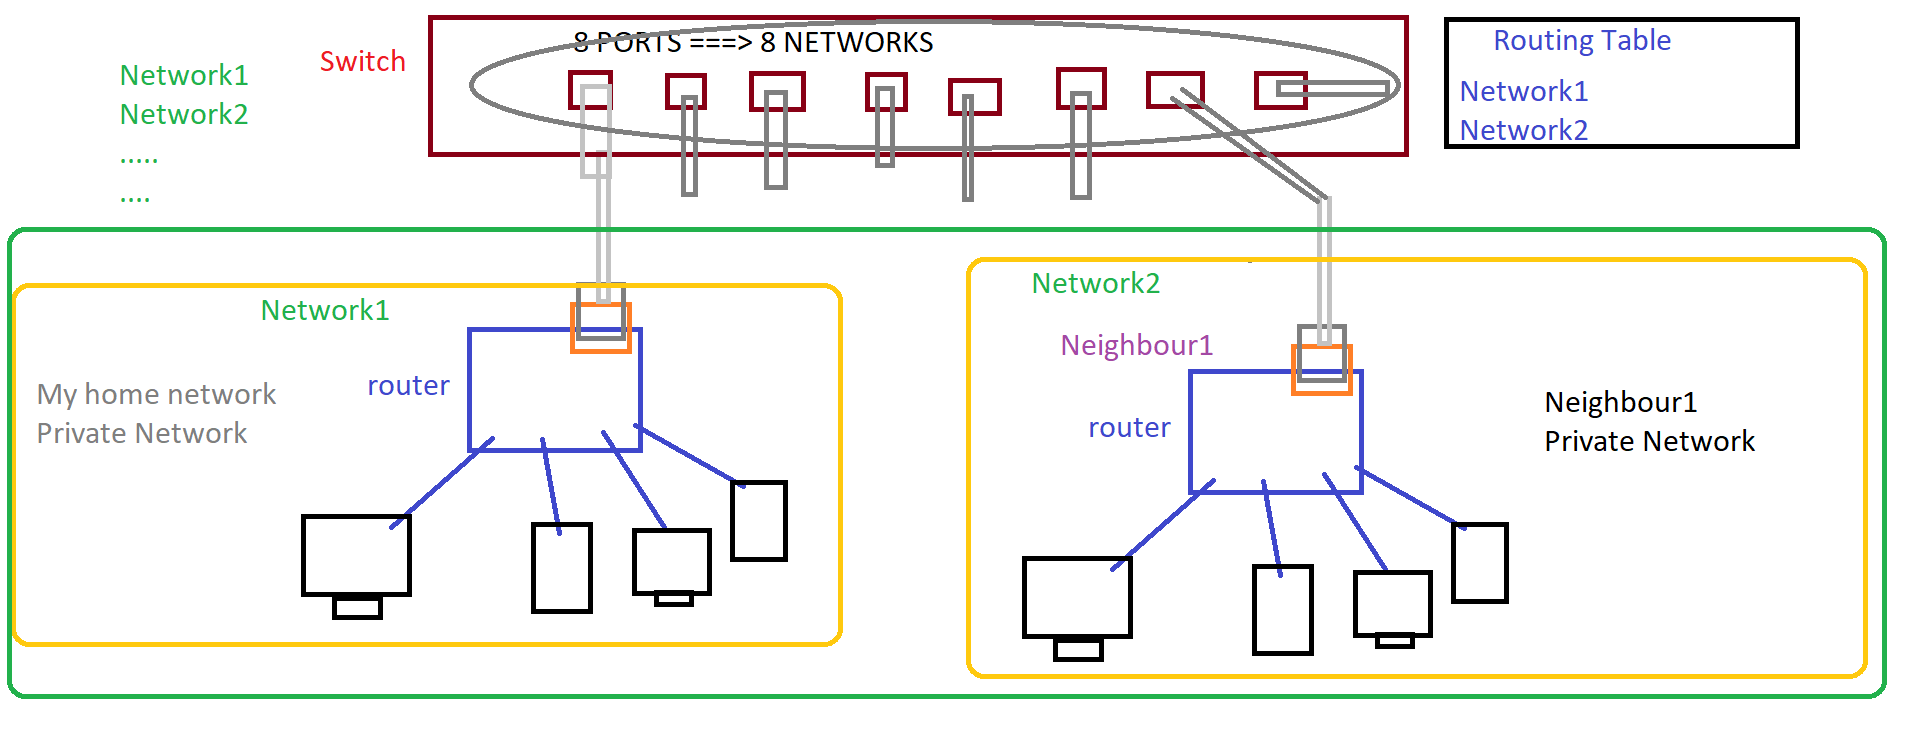 8 PORTS ===> 8 NETWORKS
Switch
Network1
Network2
.....
....
Routing Table
Network1
Network2
Network1
My home network
Private Network
router
Network2
Neighbour1
router
Neighbour1
Private Network